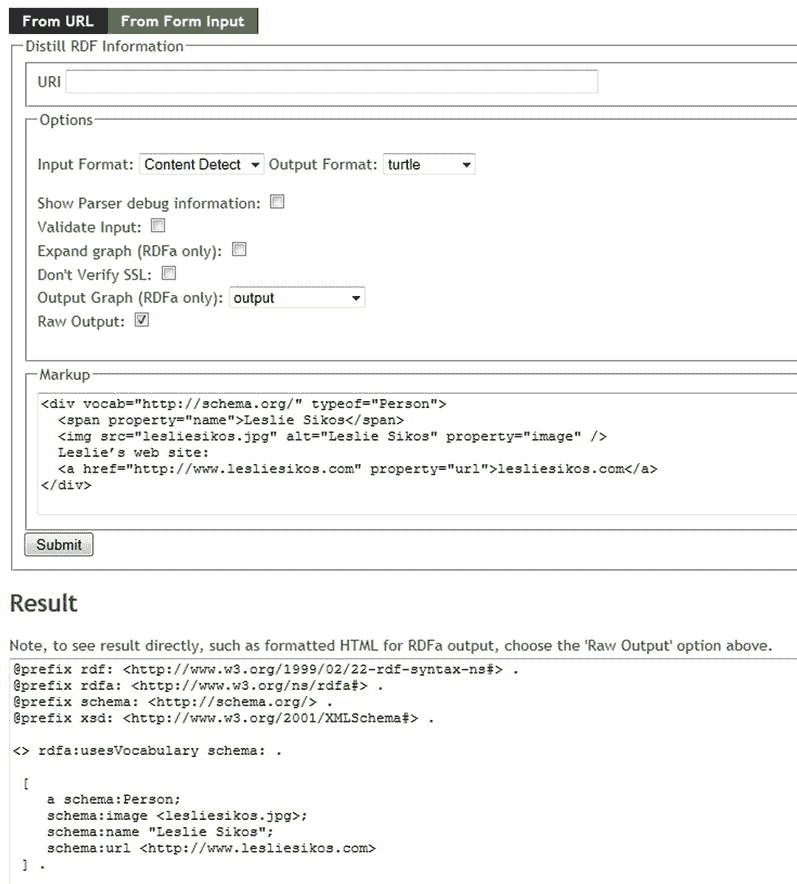 From URL From Form Input
Distill RDF Information
URI
Options
Input Format: Content Detect Output Format: turtle
Show Parser debug information:
Validate Input:
Expand graph (RDFa only):
Don't Verify SSL:
Output Graph (RDFa only): output
Raw Output:
Markup
<div vocab="http://schema.org/" typeof="Person">
  <span property="name">Leslie Sikos</span>
  <img src="lesliesikos.jpg" alt="Leslie Sikos" property="image" />
  Leslie’s web site:
  <a href="http://www.lesliesikos.com" property="url">lesliesikos.com</a>
</div>
Submit
Result
Note, to see result directly, such as formatted HTML for RDFa output, choose the 'Raw Output' option above.
@prefix rdf: <http://www.w3.org/1999/02/22-rdf-syntax-ns#> .
@prefix rdfa: <http://www.w3.org/ns/rdfa#> .
@prefix schema: <http://schema.org/> .
@prefix xsd: <http://www.w3.org/2001/XMLSchema#> .
<> rdfa:usesVocabulary schema: .
 [
    a schema:Person;
    schema:image <lesliesikos.jpg>;
    schema:name "Leslie Sikos";
    schema:url <http://www.lesliesikos.com>
 ] .